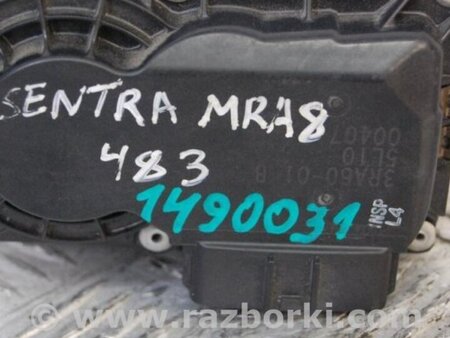 SENTRA MRA8
483
1490031
3RA60-01 B
5L10
00407
INSP
L4
www.razborki.com